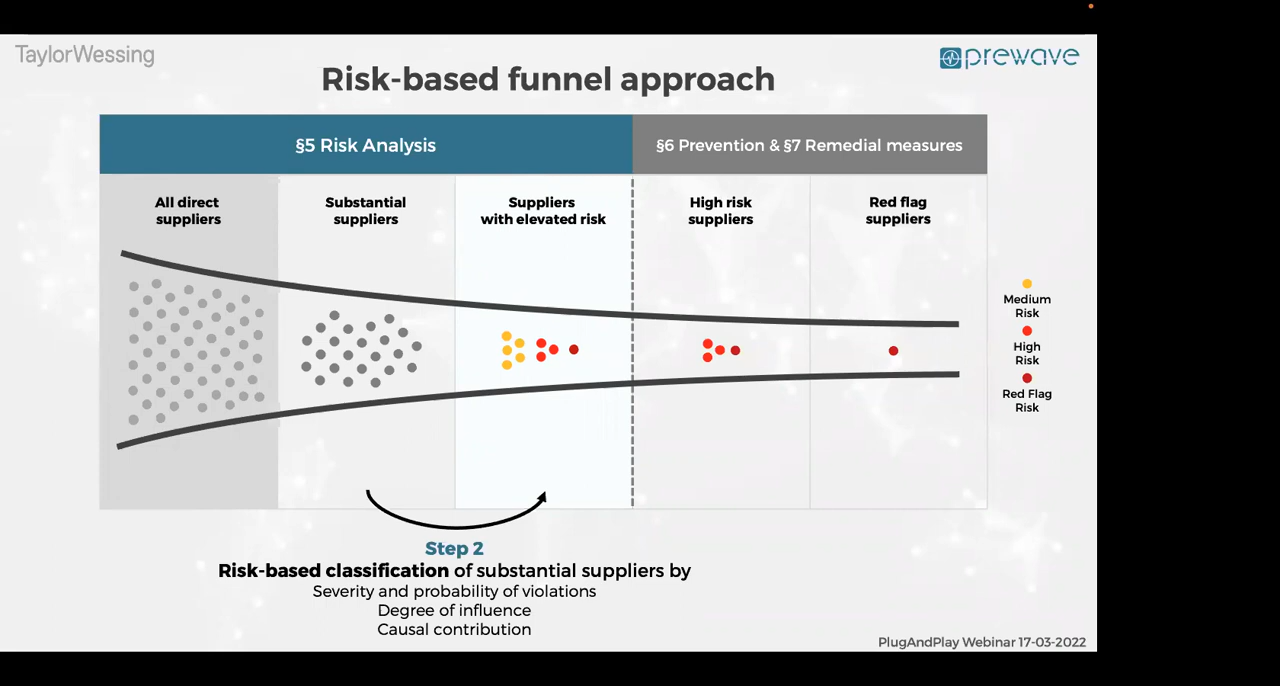 TaylorWessing
prewave
Risk-based funnel approach
§5 Risk Analysis
§6 Prevention & §7 Remedial measures
All direct
suppliers
Substantial
suppliers
Suppliers
with elevated risk
High risk
suppliers
Red flag
suppliers
Medium
Risk
High
Risk
Red Flag
Risk
Step 2
Risk-based classification of substantial suppliers by
Severity and probability of violations
Degree of influence
Causal contribution
PlugAndPlay Webinar 17-03-2022